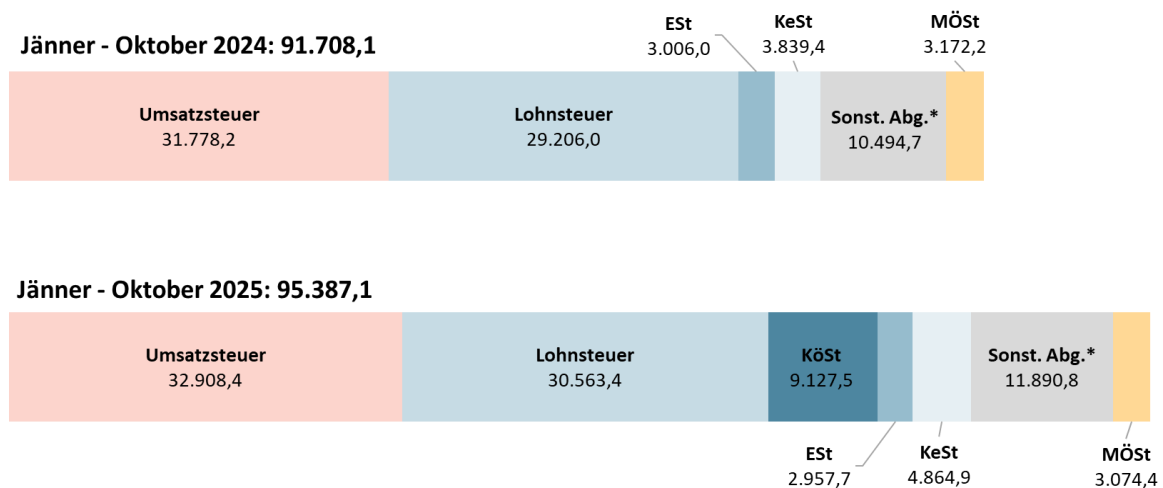 Jänner - Oktober 2024: 91.708,1
ESt
3.006,0
KeSt
3.839,4
MÖSt
3.172,2
Umsatzsteuer
31.778,2
Lohnsteuer
29.206,0
Sonst. Abg.*
10.494,7
Jänner - Oktober 2025: 95.387,1
Umsatzsteuer
32.908,4
Lohnsteuer
30.563,4
KöSt
9.127,5
Sonst. Abg.*
11.890,8
ESt
2.957,7
KeSt
4.864,9
MÖSt
3.074,4